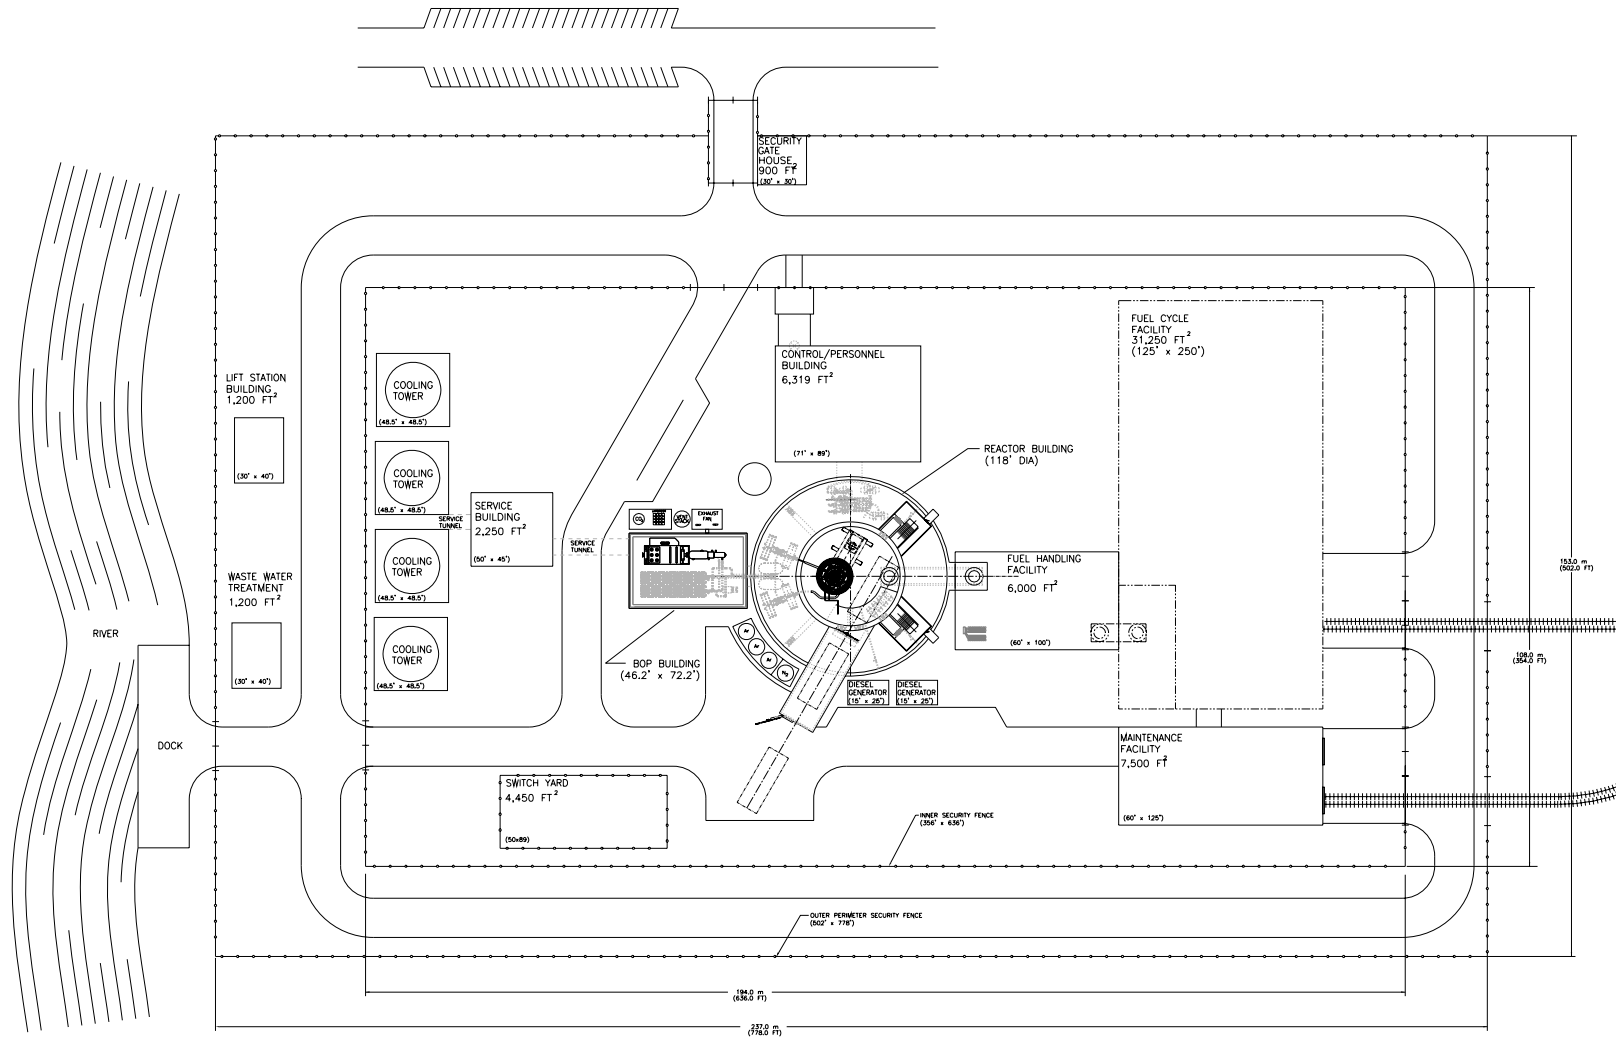 SECURITY
GATE
HOUSE
900 FT²
(30' x 30')
FUEL CYCLE
FACILITY
31,250 FT²
(125' x 250')
CONTROL/PERSONNEL
BUILDING
6,319 FT²
(71' x 89')
LIFT STATION
BUILDING
1,200 FT²
(30' x 40')
COOLING
TOWER
(48.5' x 48.5')
COOLING
TOWER
(48.5' x 48.5')
COOLING
TOWER
(48.5' x 48.5')
COOLING
TOWER
(48.5' x 48.5')
REACTOR BUILDING
(118' DIA)
SERVICE
TUNNEL
SERVICE
BUILDING
2,250 FT²
(50' x 45')
SERVICE
TUNNEL
CO₂
EXHAUST
FAN
FUEL HANDLING
FACILITY
6,000 FT²
(60' x 100')
WASTE WATER
TREATMENT
1,200 FT²
(30' x 40')
RIVER
DOCK
BOP BUILDING
(46.2' x 72.2')
DIESEL
GENERATOR
(15' x 25')
DIESEL
GENERATOR
(15' x 25')
MAINTENANCE
FACILITY
7,500 FT²
(60' x 125')
SWITCH YARD
4,450 FT²
(50x89)
INNER SECURITY FENCE
(356' x 636')
OUTER PERIMETER SECURITY FENCE
(502' x 778')
153.0 m
(502.0 FT)
108.0 m
(354.0 FT)
194.0 m
(636.0 FT)
237.0 m
(778.0 FT)